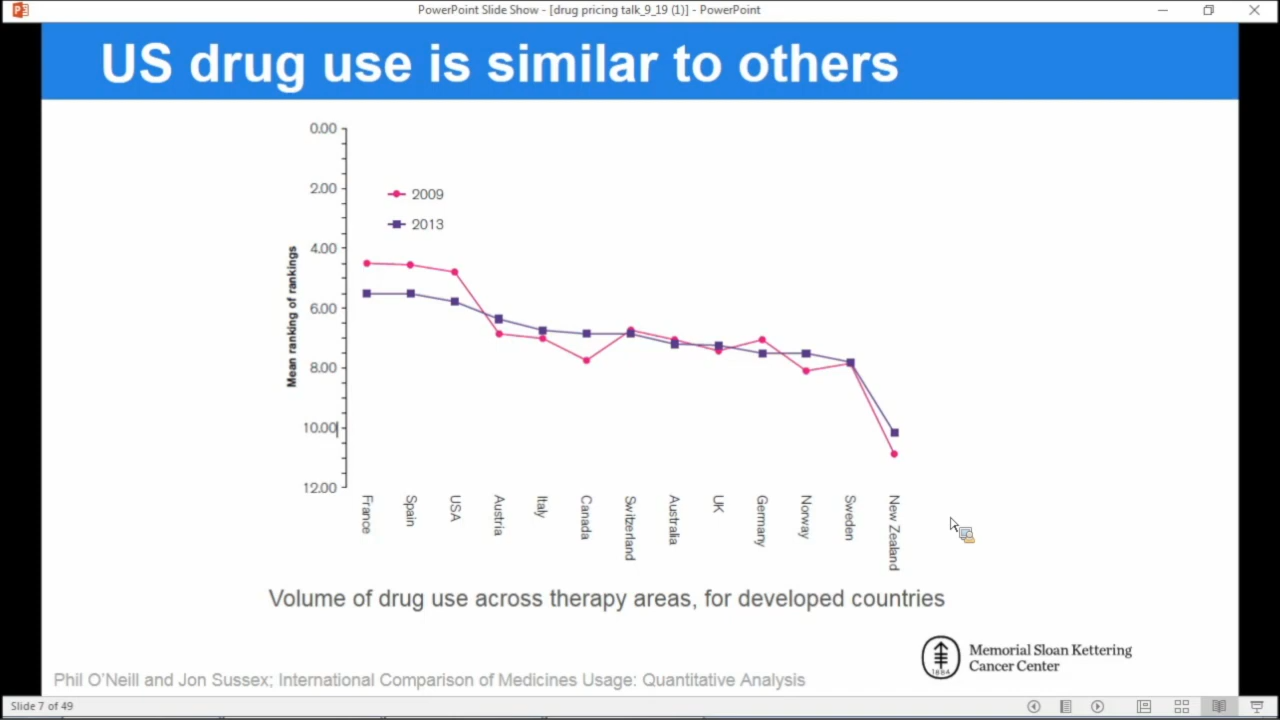 PowerPoint Slide Show - [drug pricing talk_9_19 (1)] - PowerPoint
US drug use is similar to others
0.00
2.00
4.00
6.00
8.00
10.00
12.00
Mean ranking of rankings
2009
2013
France
Spain
USA
Austria
Italy
Canada
Switzerland
Australia
UK
Germany
Norway
Sweden
New Zealand
Volume of drug use across therapy areas, for developed countries
1884
Memorial Sloan Kettering
Cancer Center
Phil O'Neill and Jon Sussex; International Comparison of Medicines Usage: Quantitative Analysis
Slide 7 of 49